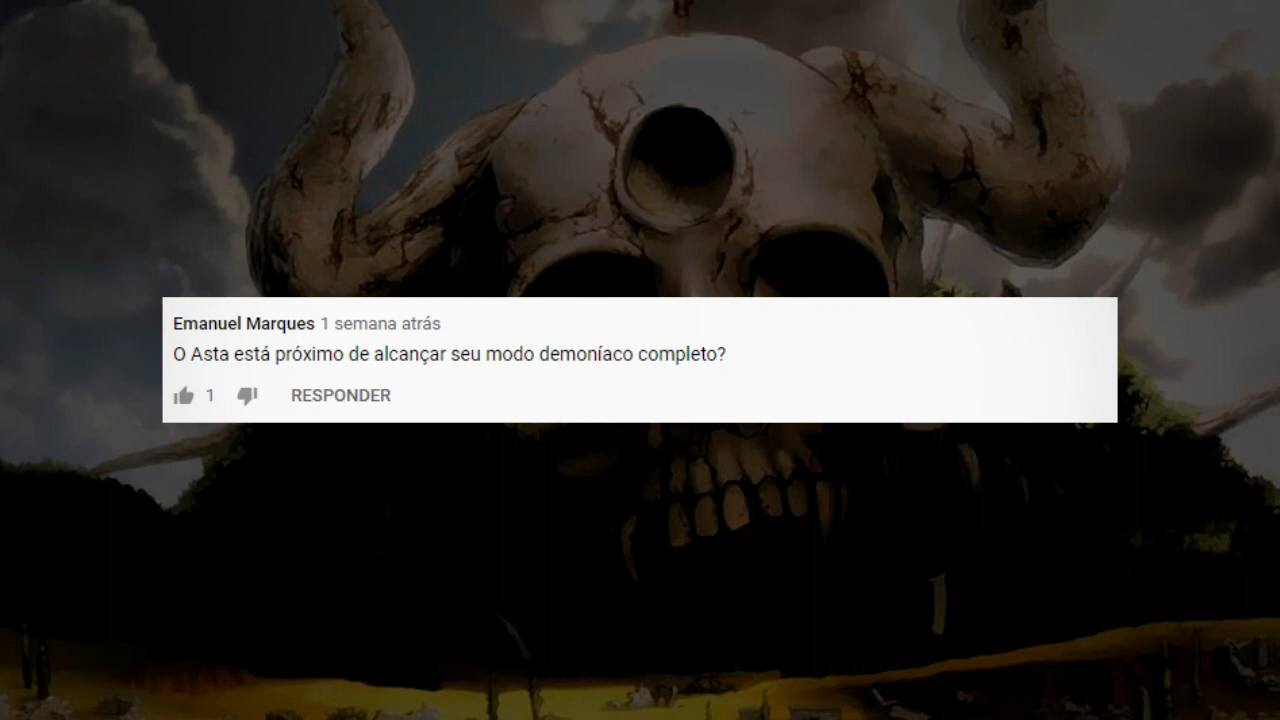 Emanuel Marques 1 semana atrás
O Asta está próximo de alcançar seu modo demoníaco completo?
1 RESPONDER